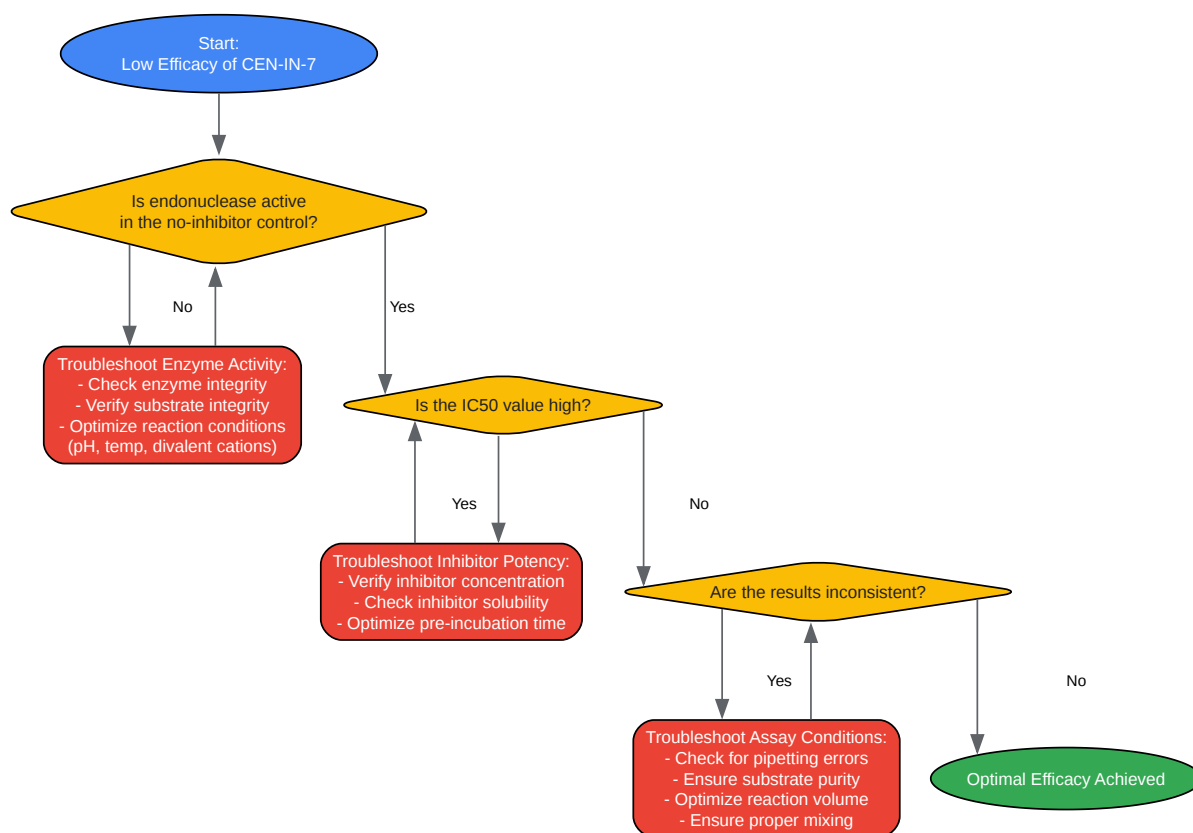 Start:
Low Efficacy of CEN-IN-7
Is endonuclease active
in the no-inhibitor control?
No
Yes
Troubleshoot Enzyme Activity:
- Check enzyme integrity
- Verify substrate integrity
- Optimize reaction conditions
(pH, temp, divalent cations)
Is the IC50 value high?
Yes
No
Troubleshoot Inhibitor Potency:
- Verify inhibitor concentration
- Check inhibitor solubility
- Optimize pre-incubation time
Are the results inconsistent?
Yes
No
Troubleshoot Assay Conditions:
- Check for pipetting errors
- Ensure substrate purity
- Optimize reaction volume
- Ensure proper mixing
Optimal Efficacy Achieved